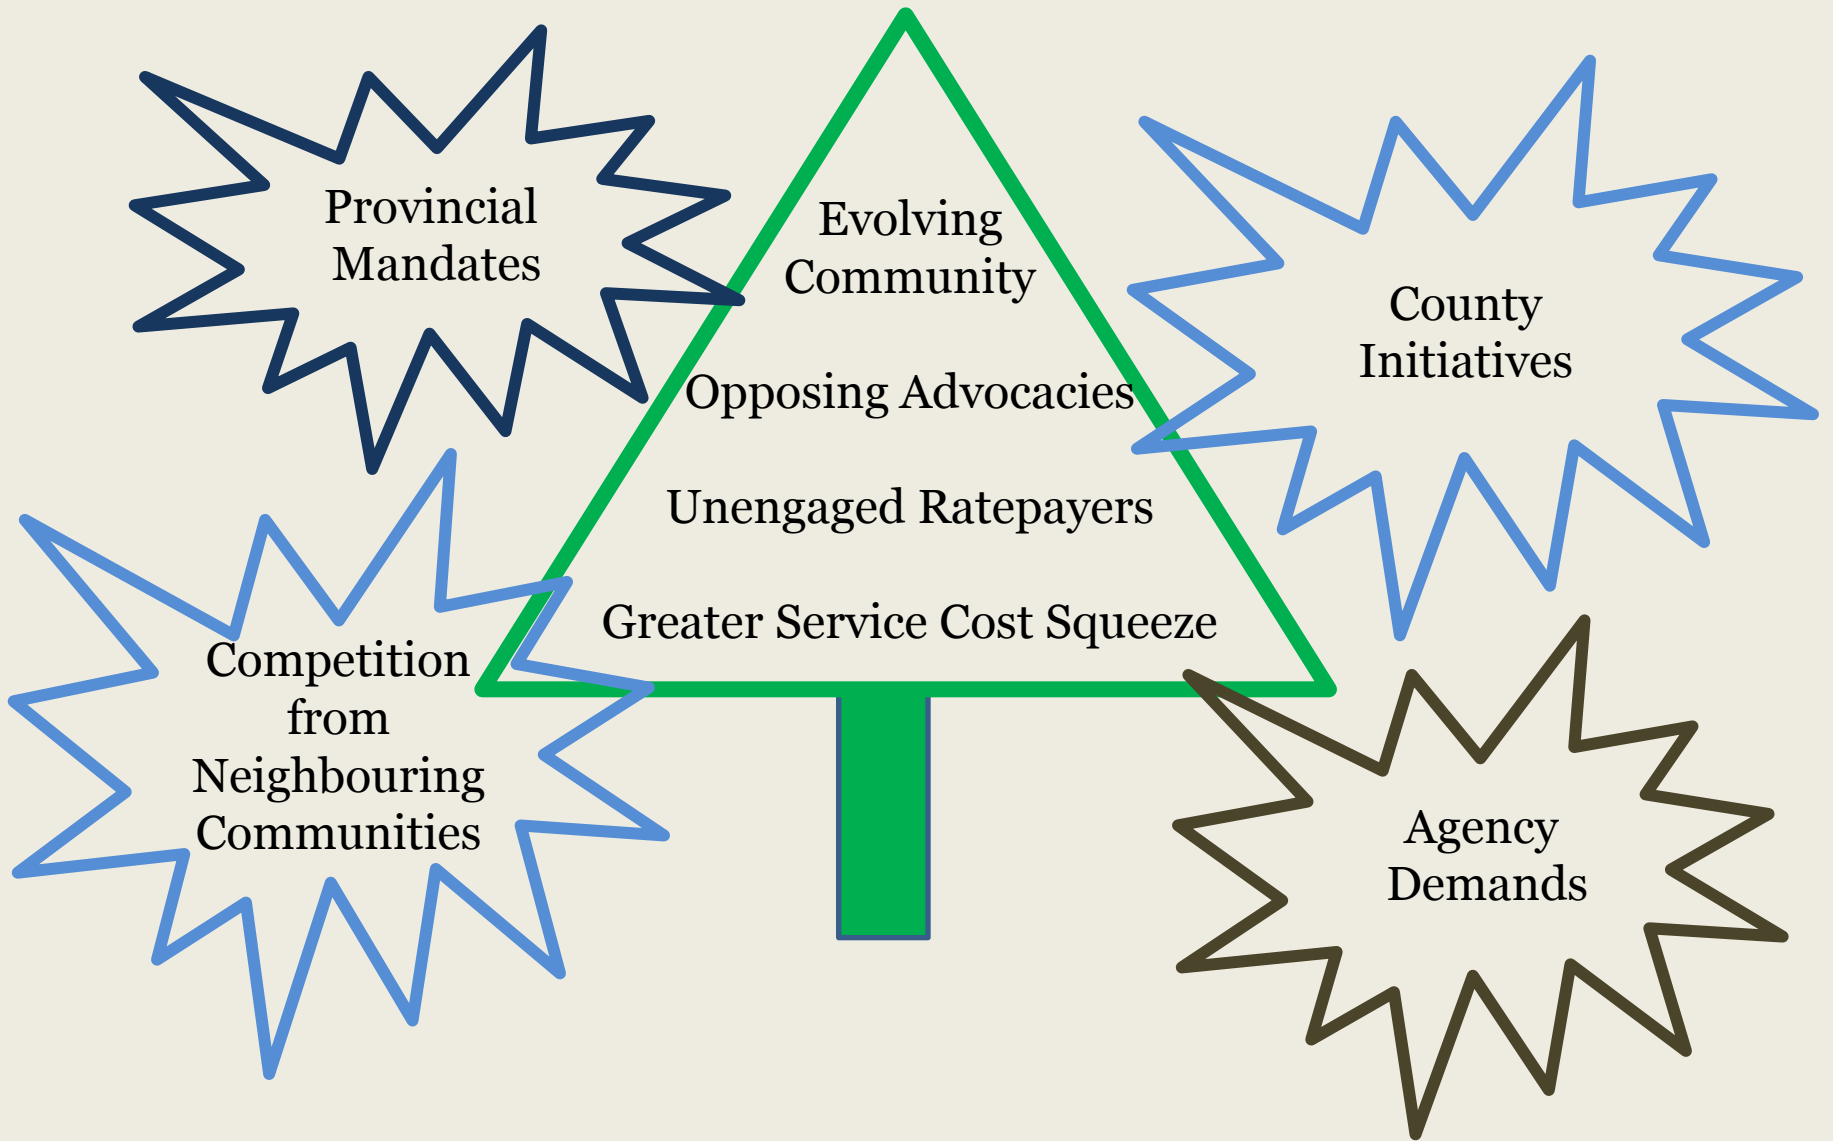 Provincial
Mandates
Evolving
Community
Opposing Advocacies
Unengaged Ratepayers
Greater Service Cost Squeeze
County
Initiatives
Competition
from
Neighbouring
Communities
Agency
Demands